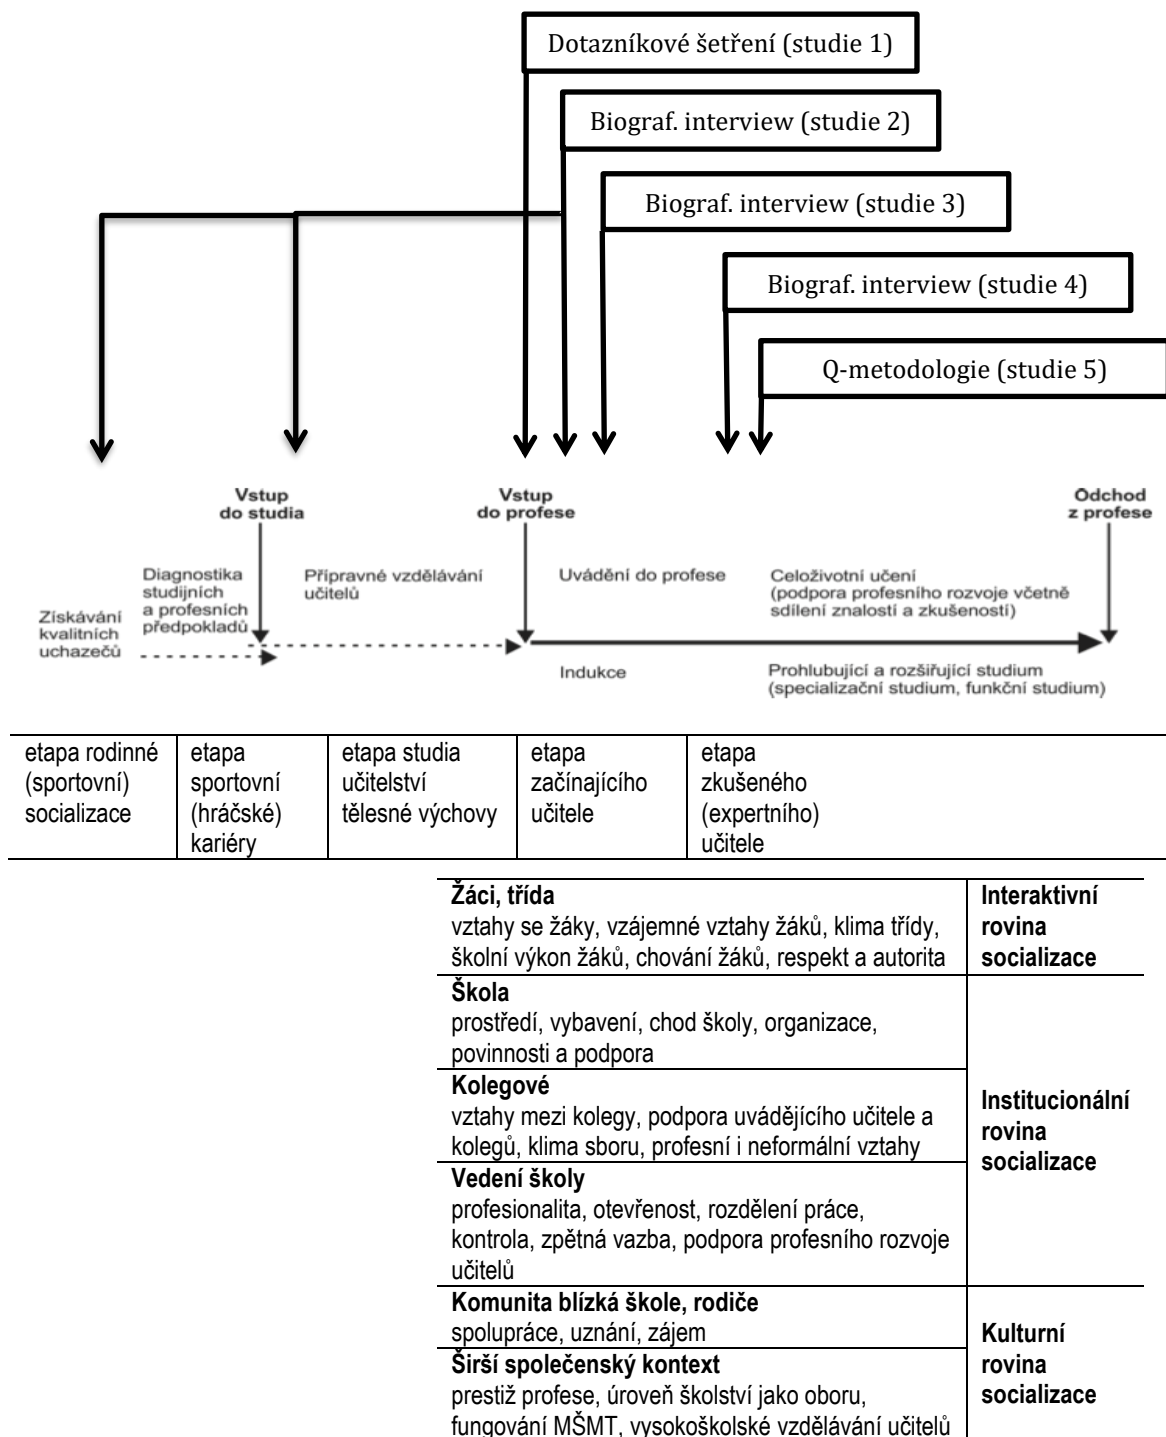 Dotazníkové šetření (studie 1)
Biograf. interview (studie 2)
Biograf. interview (studie 3)
Biograf. interview (studie 4)
Q-metodologie (studie 5)
Vstup
do studia
Vstup
do profese
Odchod
z profese
Získávání
kvalitních
uchazečů
Diagnostika
studijních
a profesních
předpokladů
Přípravné vzdělávání
učitelů
Uvádění do profese
Celoživotní učení
(podpora profesního rozvoje včetně
sdílení znalostí a zkušeností)
Indukce
Prohlubující a rozšiřující studium
(specializační studium, funkční studium)
etapa rodinné
(sportovní)
socializace
etapa
sportovní
(hráčské)
kariéry
etapa studia
učitelství
tělesné výchovy
etapa
začínajícího
učitele
etapa
zkušeného
(expertního)
učitele
Žáci, třída
vztahy se žáky, vzájemné vztahy žáků, klima třídy,
školní výkon žáků, chování žáků, respekt a autorita
Interaktivní
rovina
socializace
Škola
prostředí, vybavení, chod školy, organizace,
povinnosti a podpora
Kolegové
vztahy mezi kolegy, podpora uvádějícího učitele a
kolegů, klima sboru, profesní i neformální vztahy
Vedení školy
profesionalita, otevřenost, rozdělení práce,
kontrola, zpětná vazba, podpora profesního rozvoje
učitelů
Institucionální
rovina
socializace
Komunita blízká škole, rodiče
spolupráce, uznání, zájem
Širší společenský kontext
prestiž profese, úroveň školství jako oboru,
fungování MŠMT, vysokoškolské vzdělávání učitelů
Kulturní
rovina
socializace